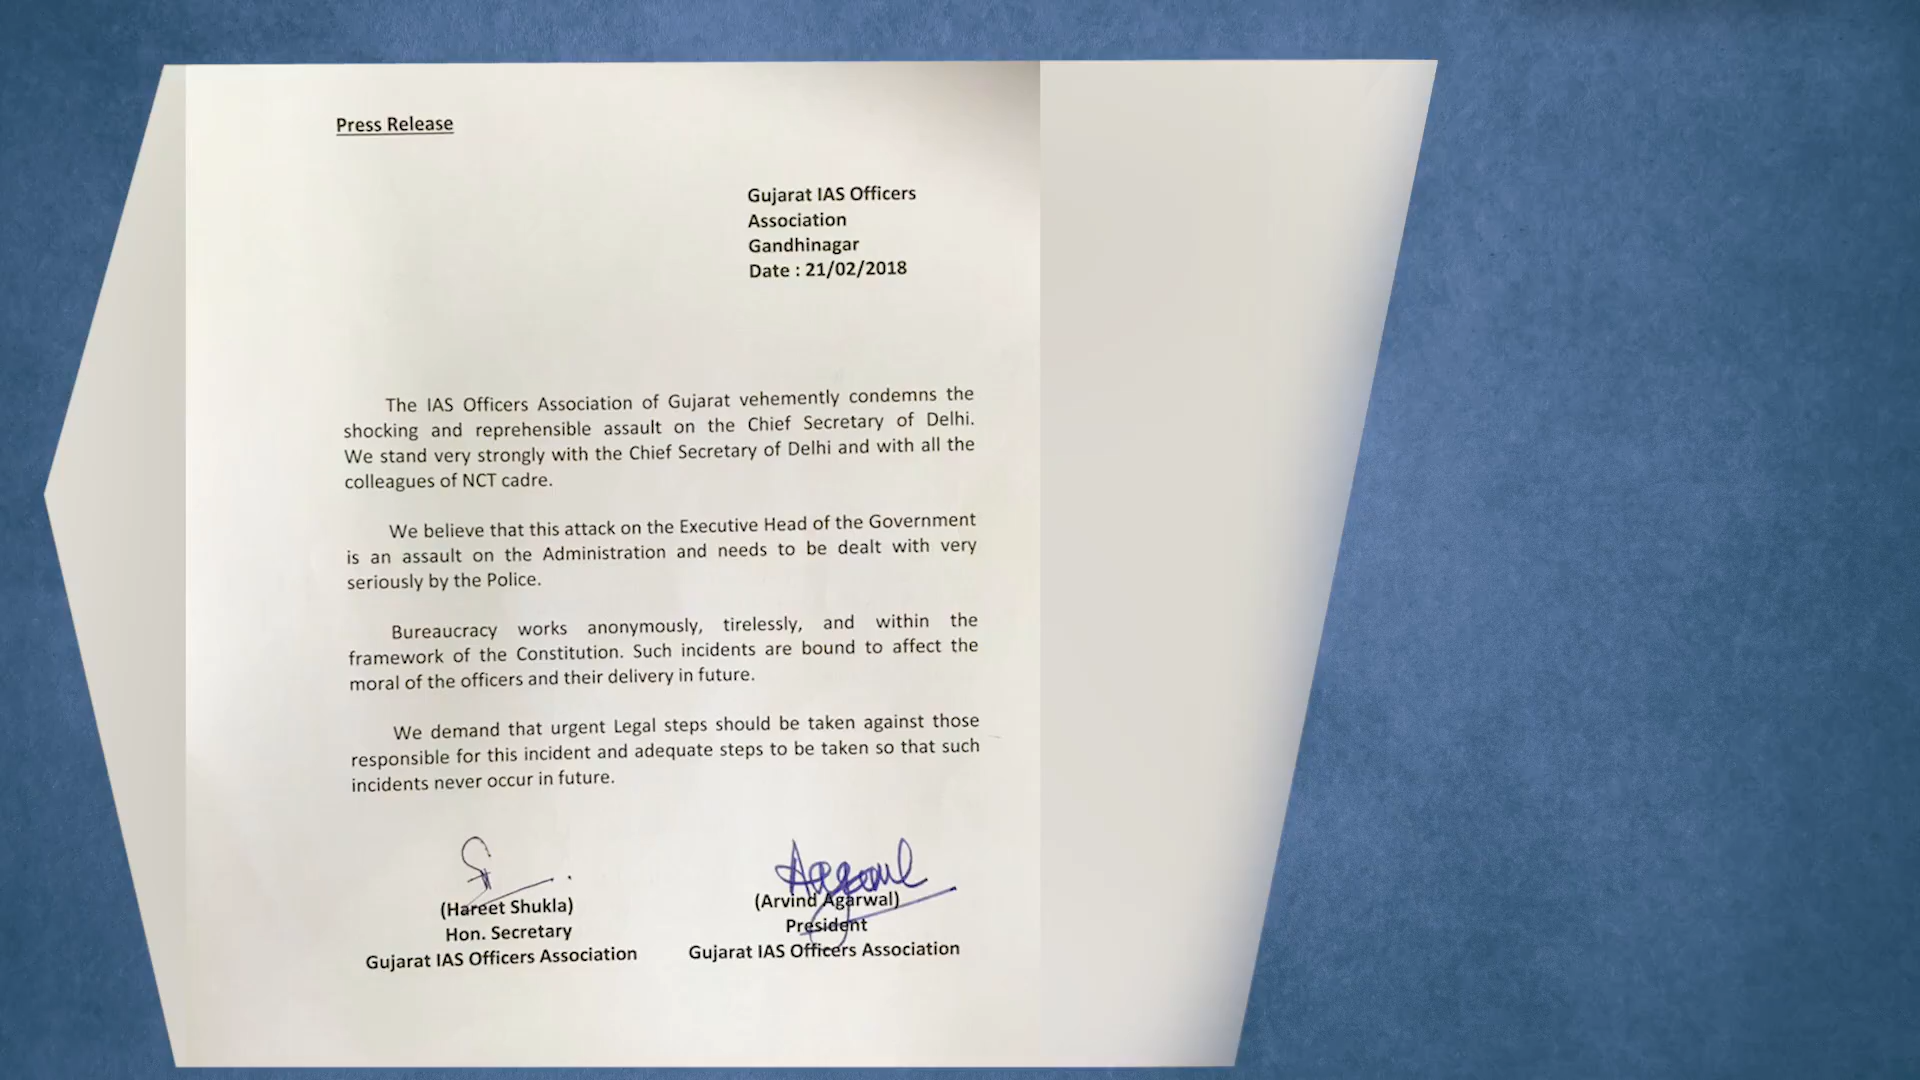 Press Release
Gujarat IAS Officers
Association
Gandhinagar
Date : 21/02/2018
The IAS Officers Association of Gujarat vehemently condemns the
shocking and reprehensible assault on the Chief Secretary of Delhi.
We stand very strongly with the Chief Secretary of Delhi and with all the
colleagues of NCT cadre.
We believe that this attack on the Executive Head of the Government
is an assault on the Administration and needs to be dealt with very
seriously by the Police.
Bureaucracy works anonymously, tirelessly, and within the
framework of the Constitution. Such incidents are bound to affect the
moral of the officers and their delivery in future.
We demand that urgent Legal steps should be taken against those
responsible for this incident and adequate steps to be taken so that such
incidents never occur in future.
(Hareet Shukla)
Hon. Secretary
Gujarat IAS Officers Association
(Arvind Agarwal)
President
Gujarat IAS Officers Association